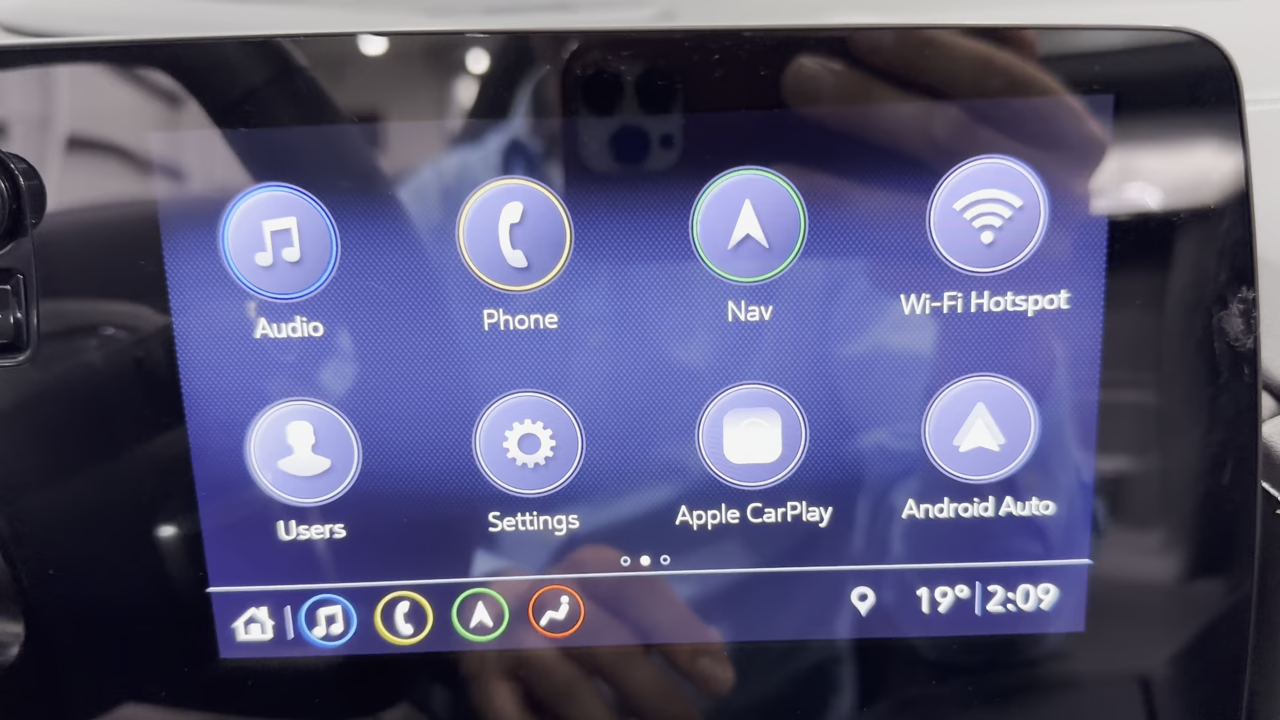 Audio
Phone
Nav
Wi-Fi Hotspot
Users
Settings
Apple CarPlay
Android Auto
19°|2:09